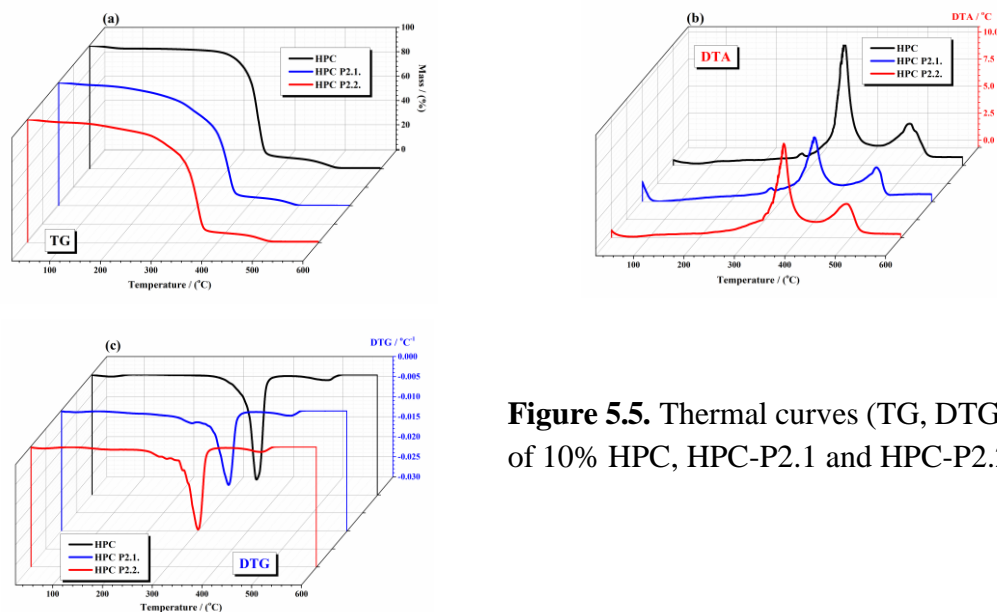 (a)
100
80
60
40
20
0
Mass / (%)
HPC
HPC P2.1.
HPC P2.2.
TG
100 200 300 400 500 600
Temperature / (°C)
(b)
DTA / °C
10.0
7.5
5.0
2.5
0.0
DTA
HPC
HPC P2.1.
HPC P2.2.
100 200 300 400 500 600
Temperature / (°C)
(c)
DTG / °C⁻¹
0.000
-0.005
-0.010
-0.015
-0.020
-0.025
-0.030
HPC
HPC P2.1.
HPC P2.2.
DTG
100 200 300 400 500 600
Temperature / (°C)
Figure 5.5. Thermal curves (TG, DTG
of 10% HPC, HPC-P2.1 and HPC-P2.